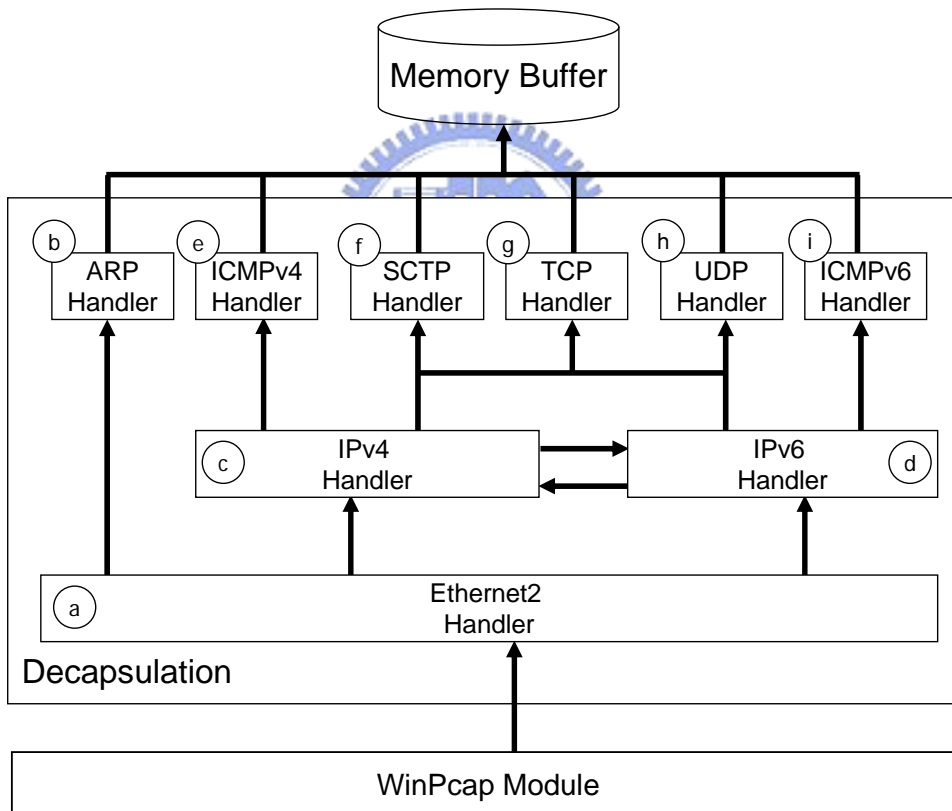 Memory Buffer
b
e
f
g
h
i
ARP
Handler
ICMPv4
Handler
SCTP
Handler
TCP
Handler
UDP
Handler
ICMPv6
Handler
c
IPv4
Handler
IPv6
Handler
d
a
Ethernet2
Handler
Decapsulation
WinPcap Module